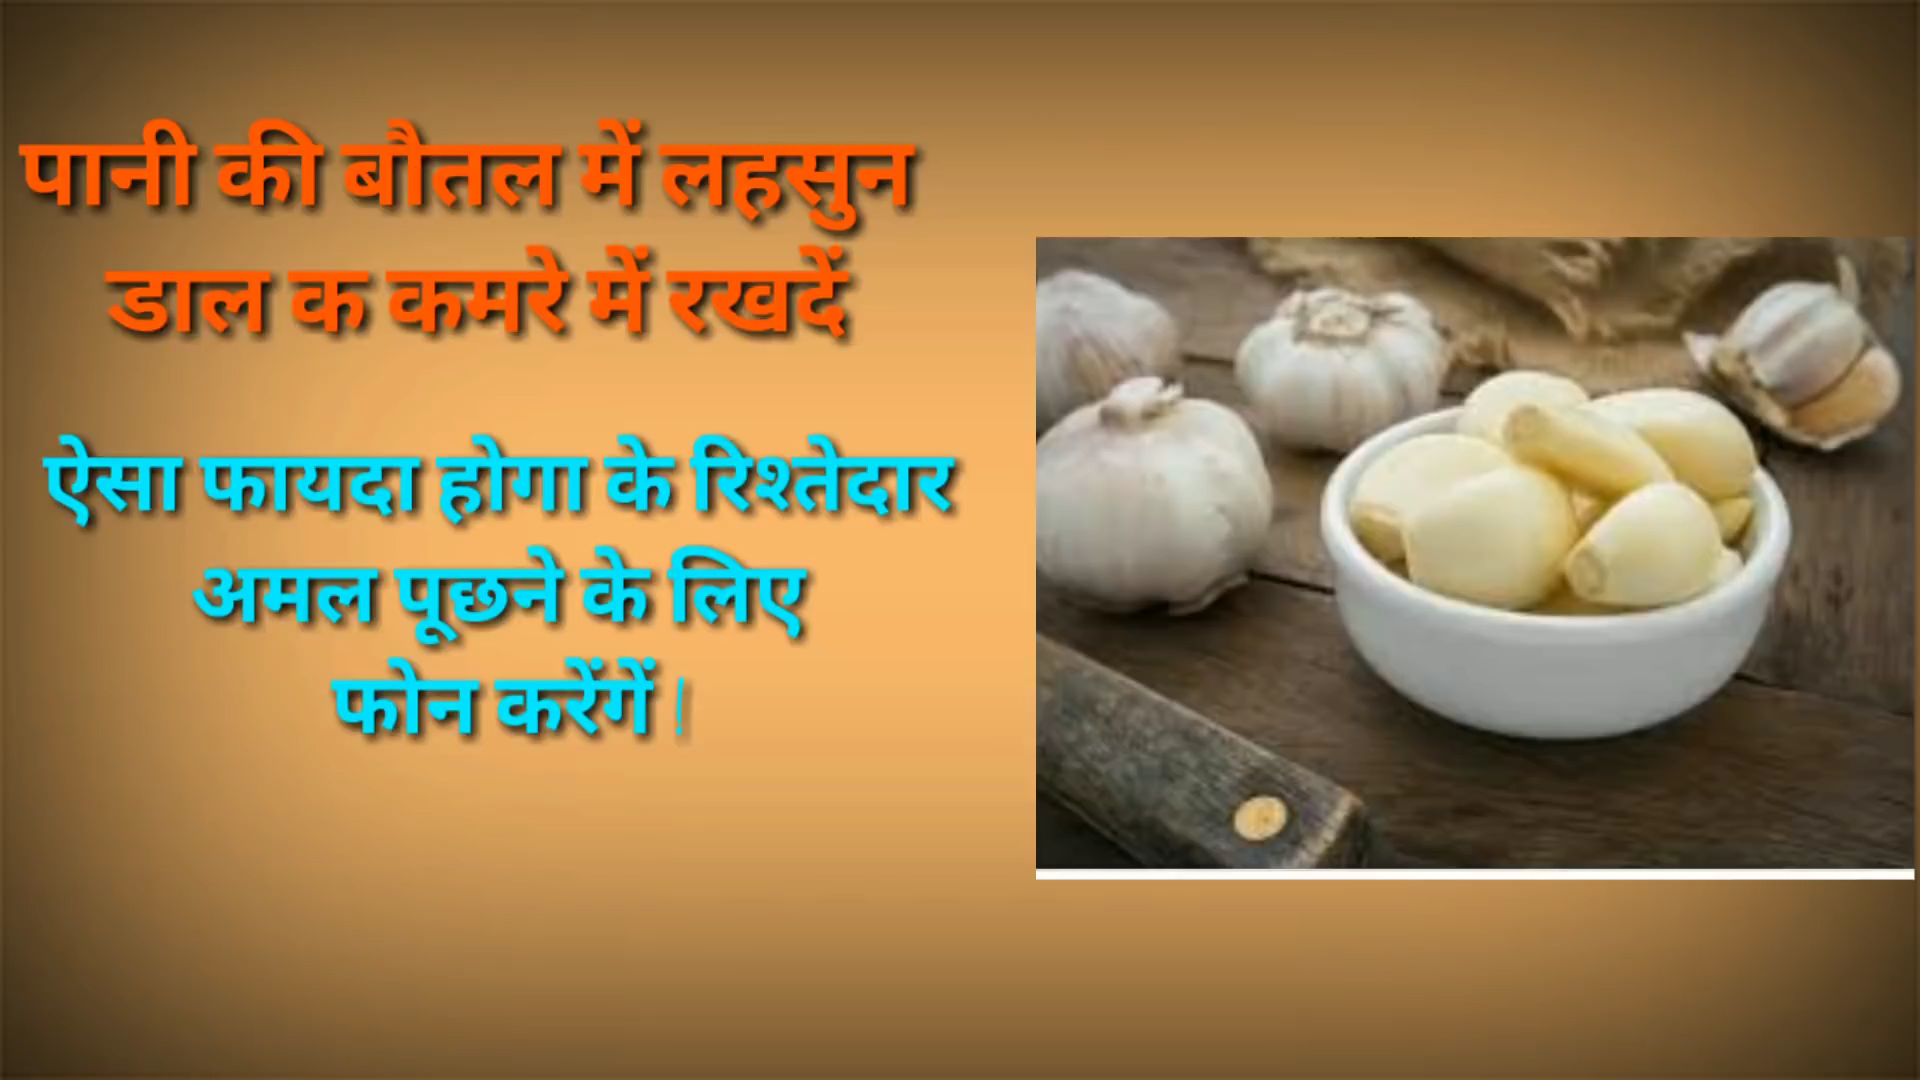 पानी की बौतल में लहसुन
डाल क कमरे में रखदें
ऐसा फायदा होगा के रिश्तेदार
अमल पूछने के लिए
फोन करेंगें |